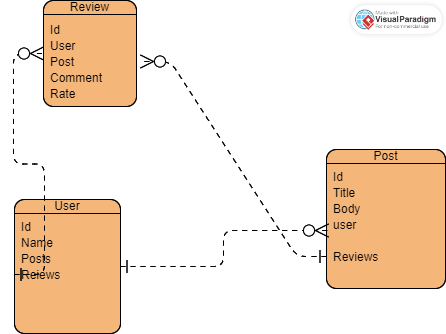 Review
Id
User
Post
Comment
Rate
Made with
Visual Paradigm
For non-commercial use
Post
Id
Title
Body
user
Reviews
User
Id
Name
Posts
Reiews